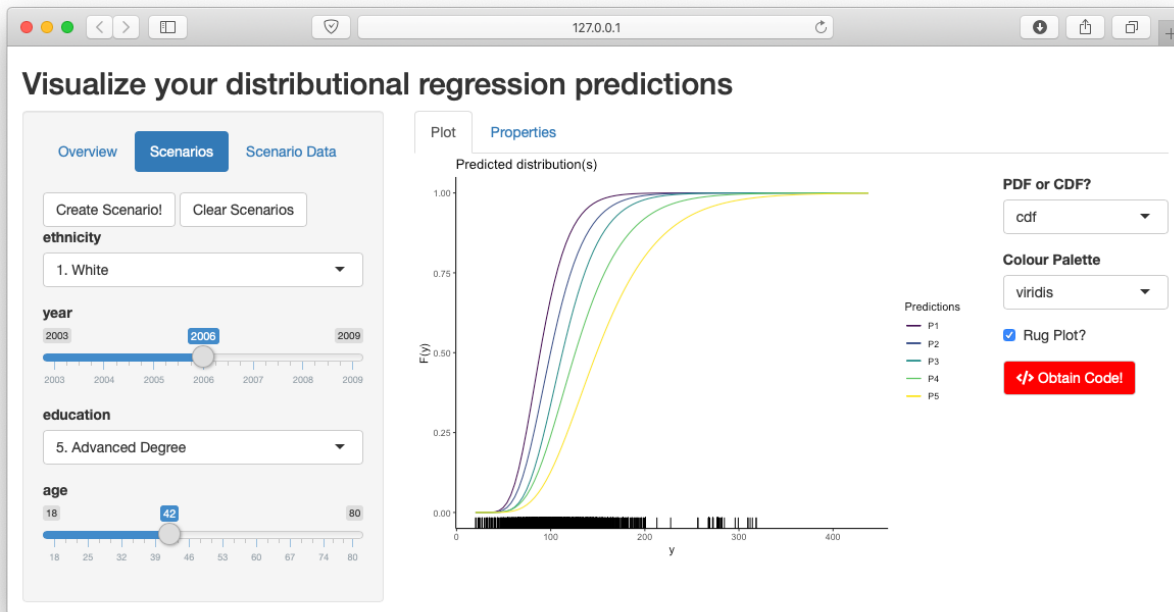 127.0.0.1
Visualize your distributional regression predictions
Overview Scenarios Scenario Data
Create Scenario! Clear Scenarios
ethnicity
1. White
year
2003 2006 2009
2003 2004 2005 2006 2007 2008 2009
education
5. Advanced Degree
age
18 42 80
18 25 32 39 46 53 60 67 74 80
Plot Properties
Predicted distribution(s)
1.00
0.75
0.50
0.25
0.00
F(y)
0 100 200 300 400
y
Predictions
P1
P2
P3
P4
P5
PDF or CDF?
cdf
Colour Palette
viridis
Rug Plot?
</> Obtain Code!